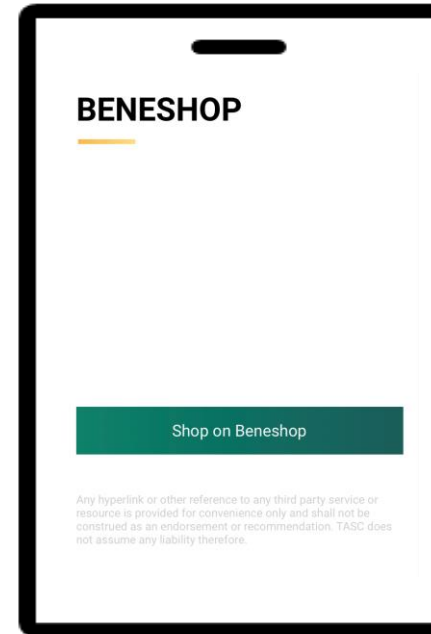 BENESHOP
Shop on Beneshop
Any hyperlink or other reference to any third party service or
resource is provided for convenience only and shall not be
construed as an endorsement or recommendation. TASC does
not assume any liability therefore.